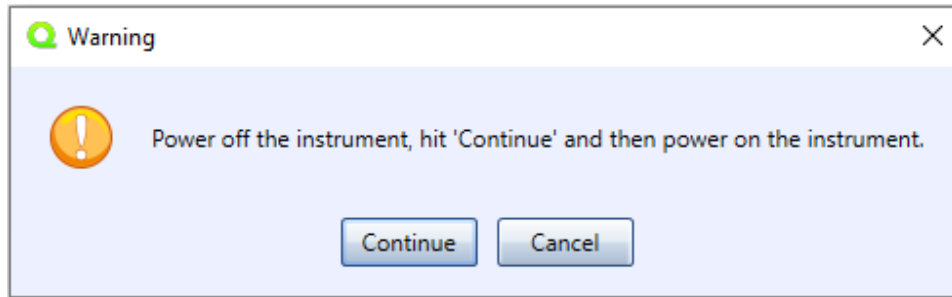 Warning
Power off the instrument, hit 'Continue' and then power on the instrument.
Continue
Cancel